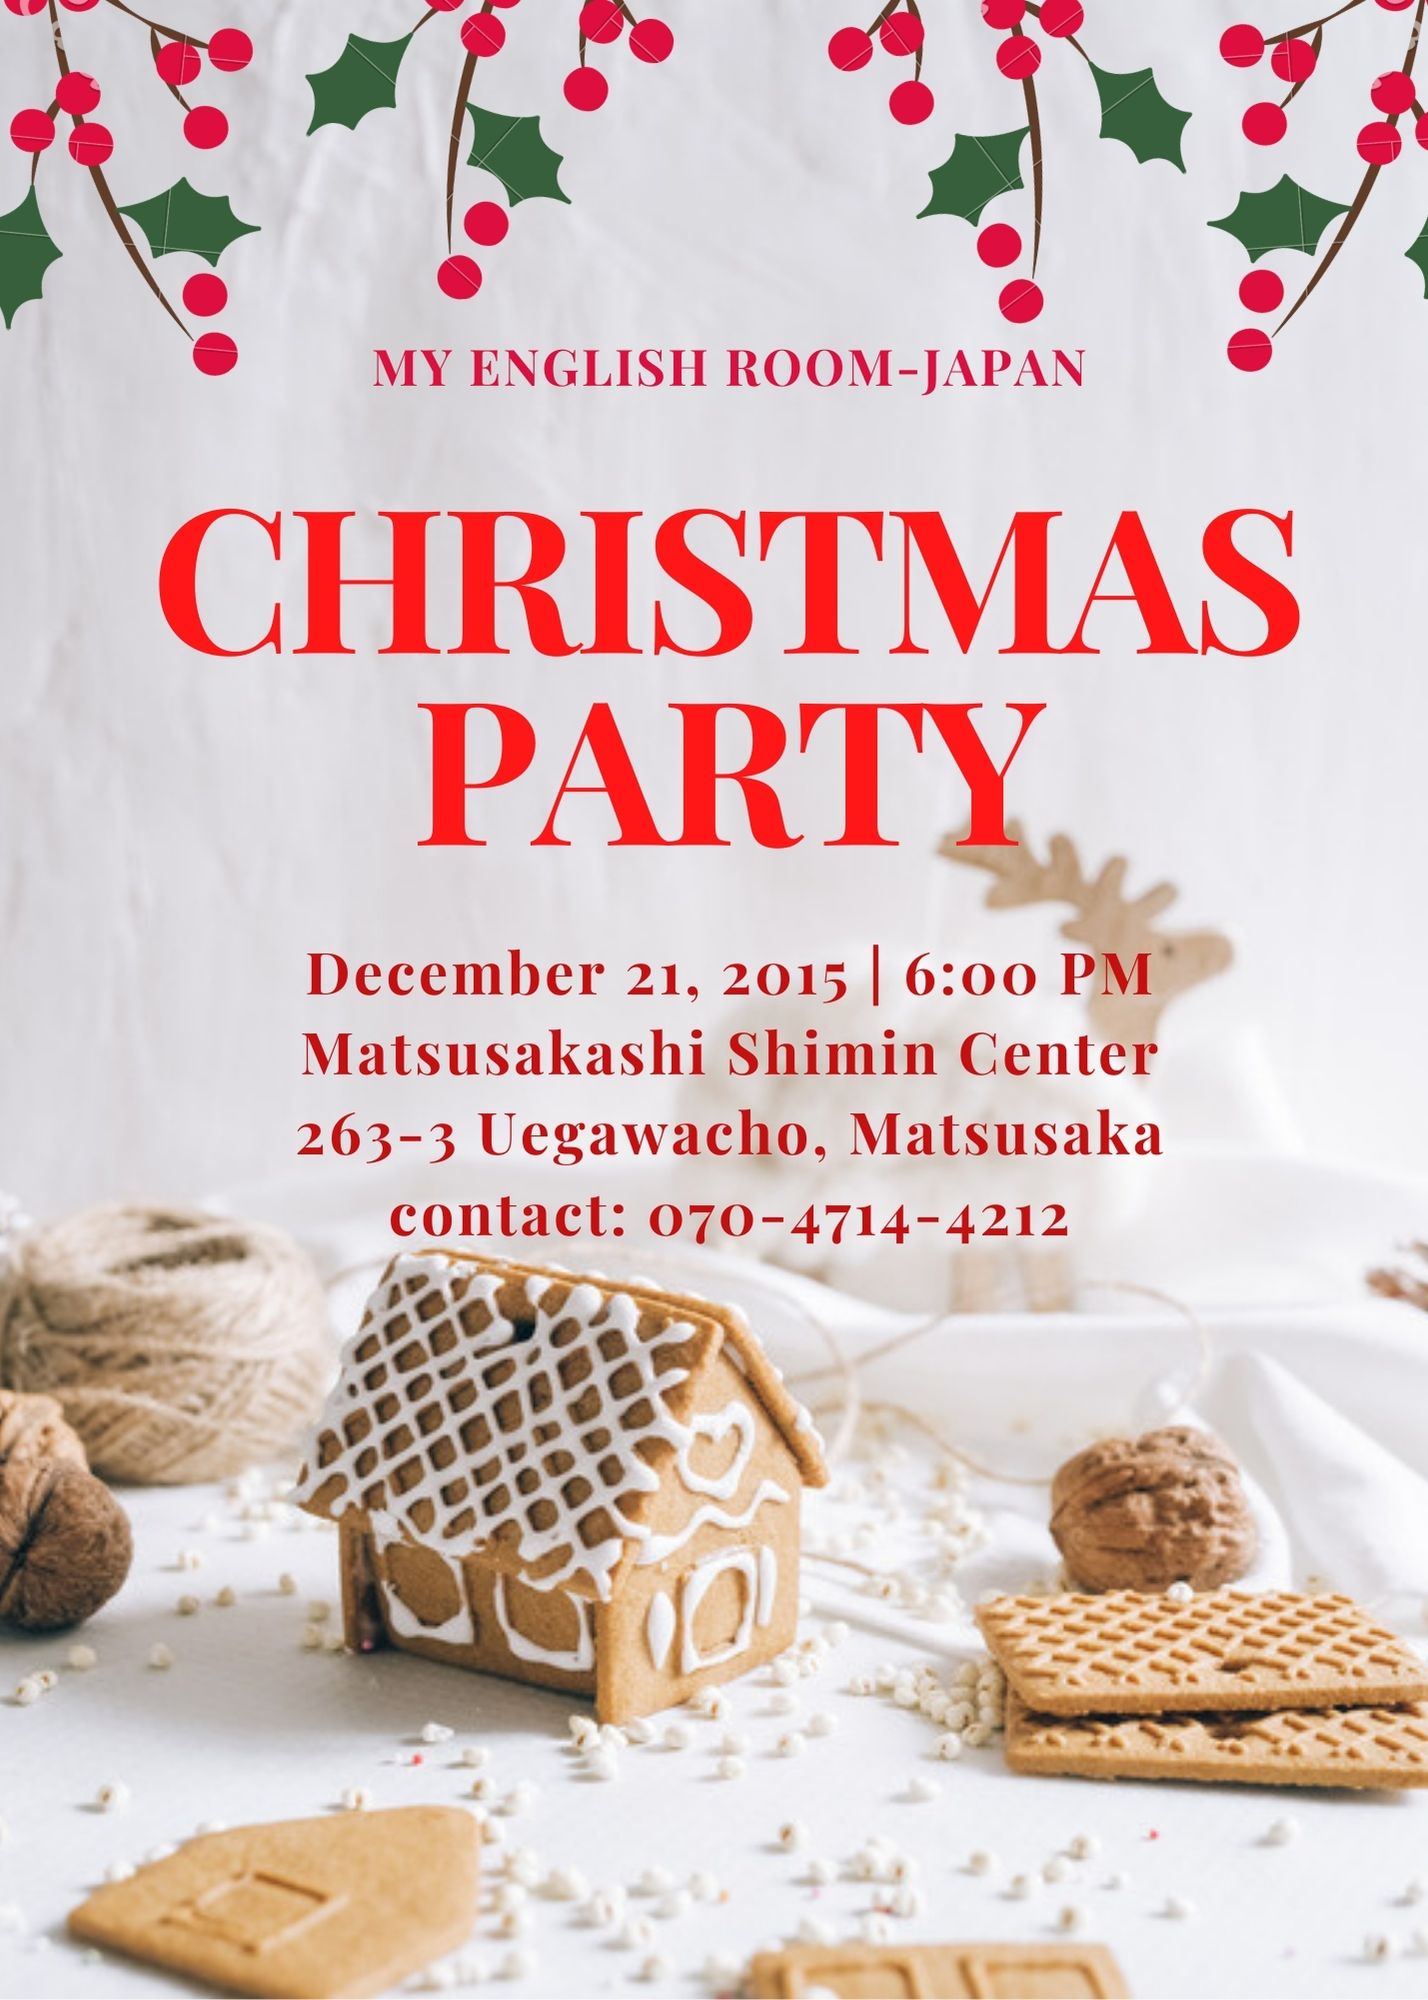 MY ENGLISH ROOM-JAPAN
CHRISTMAS
PARTY
December 21, 2015 | 6:00 PM
Matsusakashi Shimin Center
263-3 Uegawacho, Matsusaka
contact: 070-4714-4212